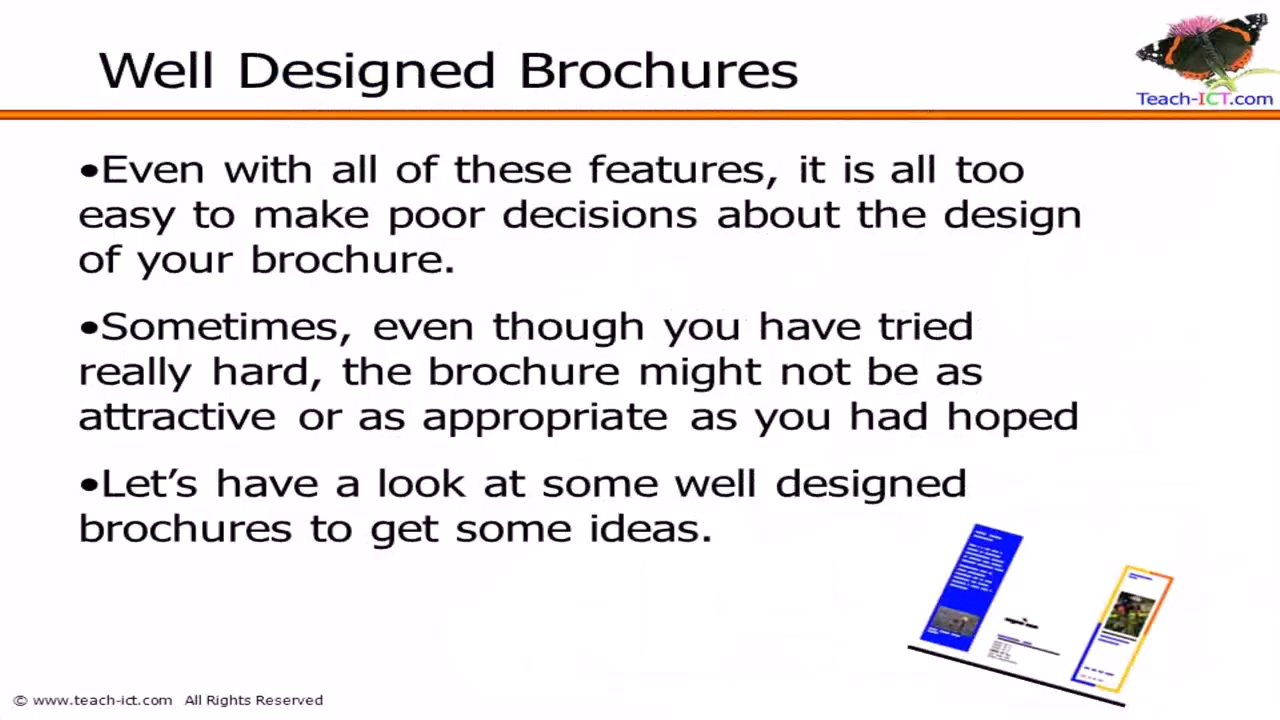 Well Designed Brochures
Teach-ICT.com
•Even with all of these features, it is all too
easy to make poor decisions about the design
of your brochure.
•Sometimes, even though you have tried
really hard, the brochure might not be as
attractive or as appropriate as you had hoped
•Let’s have a look at some well designed
brochures to get some ideas.
© www.teach-ict.com All Rights Reserved